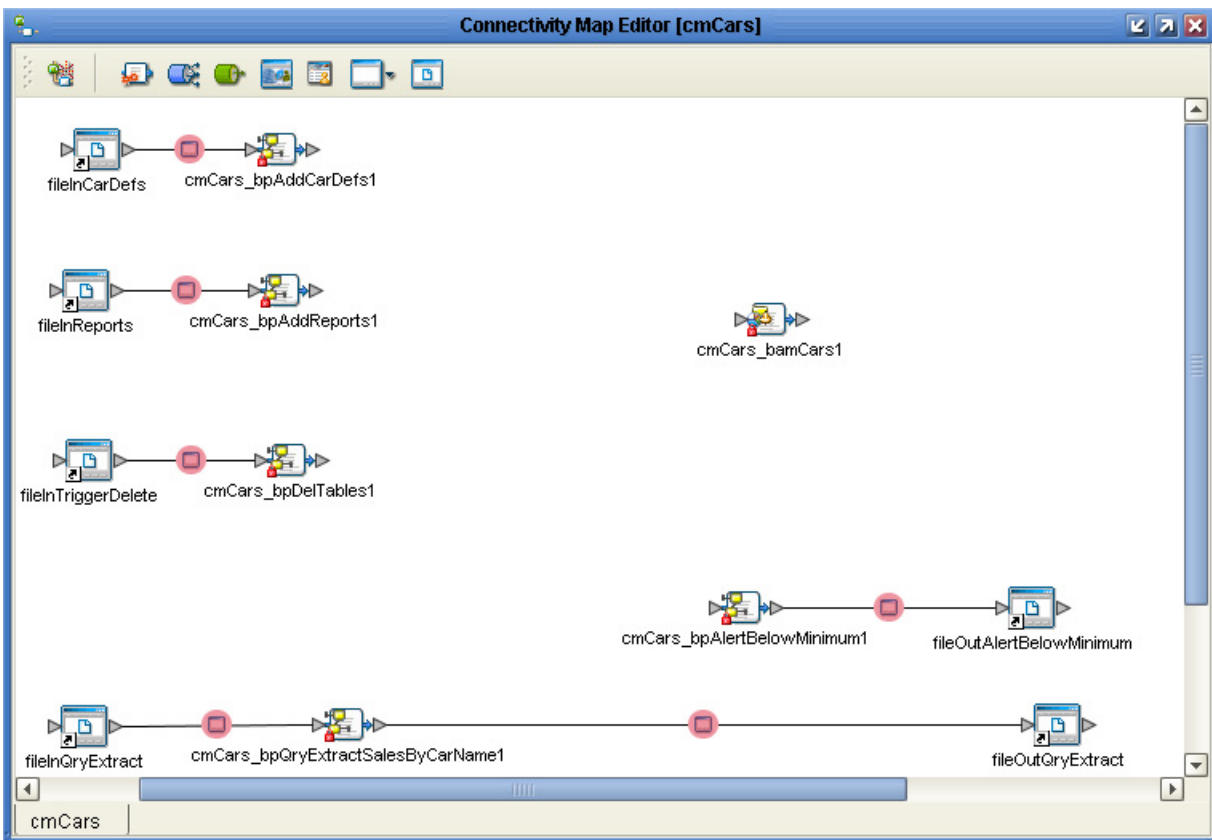 Connectivity Map Editor [cmCars]
fileInCarDefs
cmCars_bpAddCarDefs1
fileInReports
cmCars_bpAddReports1
cmCars_bamCars1
fileInTriggerDelete
cmCars_bpDelTables1
cmCars_bpAlertBelowMinimum1
fileOutAlertBelowMinimum
fileInQryExtract
cmCars_bpQryExtractSalesByCarName1
fileOutQryExtract
cmCars